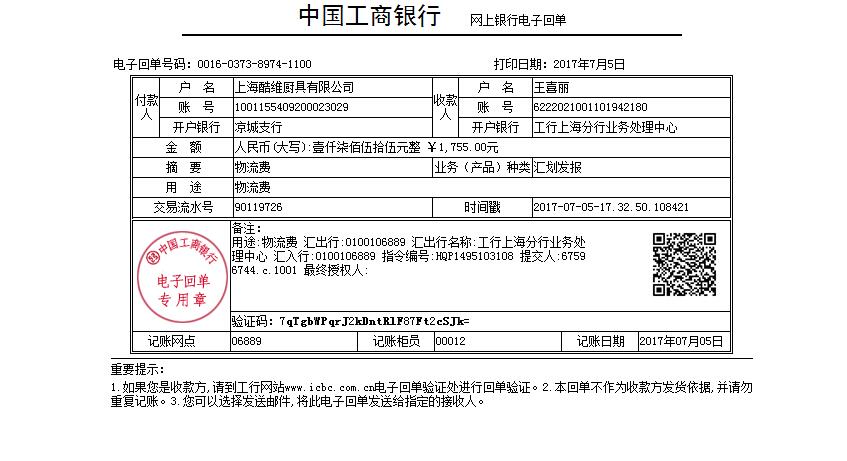 中国工商银行 网上银行电子回单
电子回单号码：0016-0373-8974-1100 打印日期：2017年7月5日
付款人 户 名 上海酷维厨具有限公司 收款人 户 名 王喜丽
账 号 1001155409200023029 账 号 6222021001101942180
开户银行 凉城支行 开户银行 工行上海分行业务处理中心
金 额 人民币(大写):壹仟柒佰伍拾伍元整 ￥1,755.00元
摘 要 物流费 业务（产品）种类 汇划发报
用 途 物流费
交易流水号 90119726 时间戳 2017-07-05-17.32.50.108421
中国工商银行
电子回单
专用章
备注：
用途:物流费 汇出行:0100106889 汇出行名称:工行上海分行业务处
理中心 汇入行:0100106889 指令编号:HQP1495103108 提交人:6759
6744.c.1001 最终授权人:
验证码：7qTgbWPqrJ2kDntRlF87Ft2cSJk=
记账网点 06889 记账柜员 00012 记账日期 2017年07月05日
重要提示：
1.如果您是收款方,请到工行网站www.icbc.com.cn电子回单验证处进行回单验证。2.本回单不作为收款方发货依据,并请勿
重复记账。3.您可以选择发送邮件,将此电子回单发送给指定的接收人。